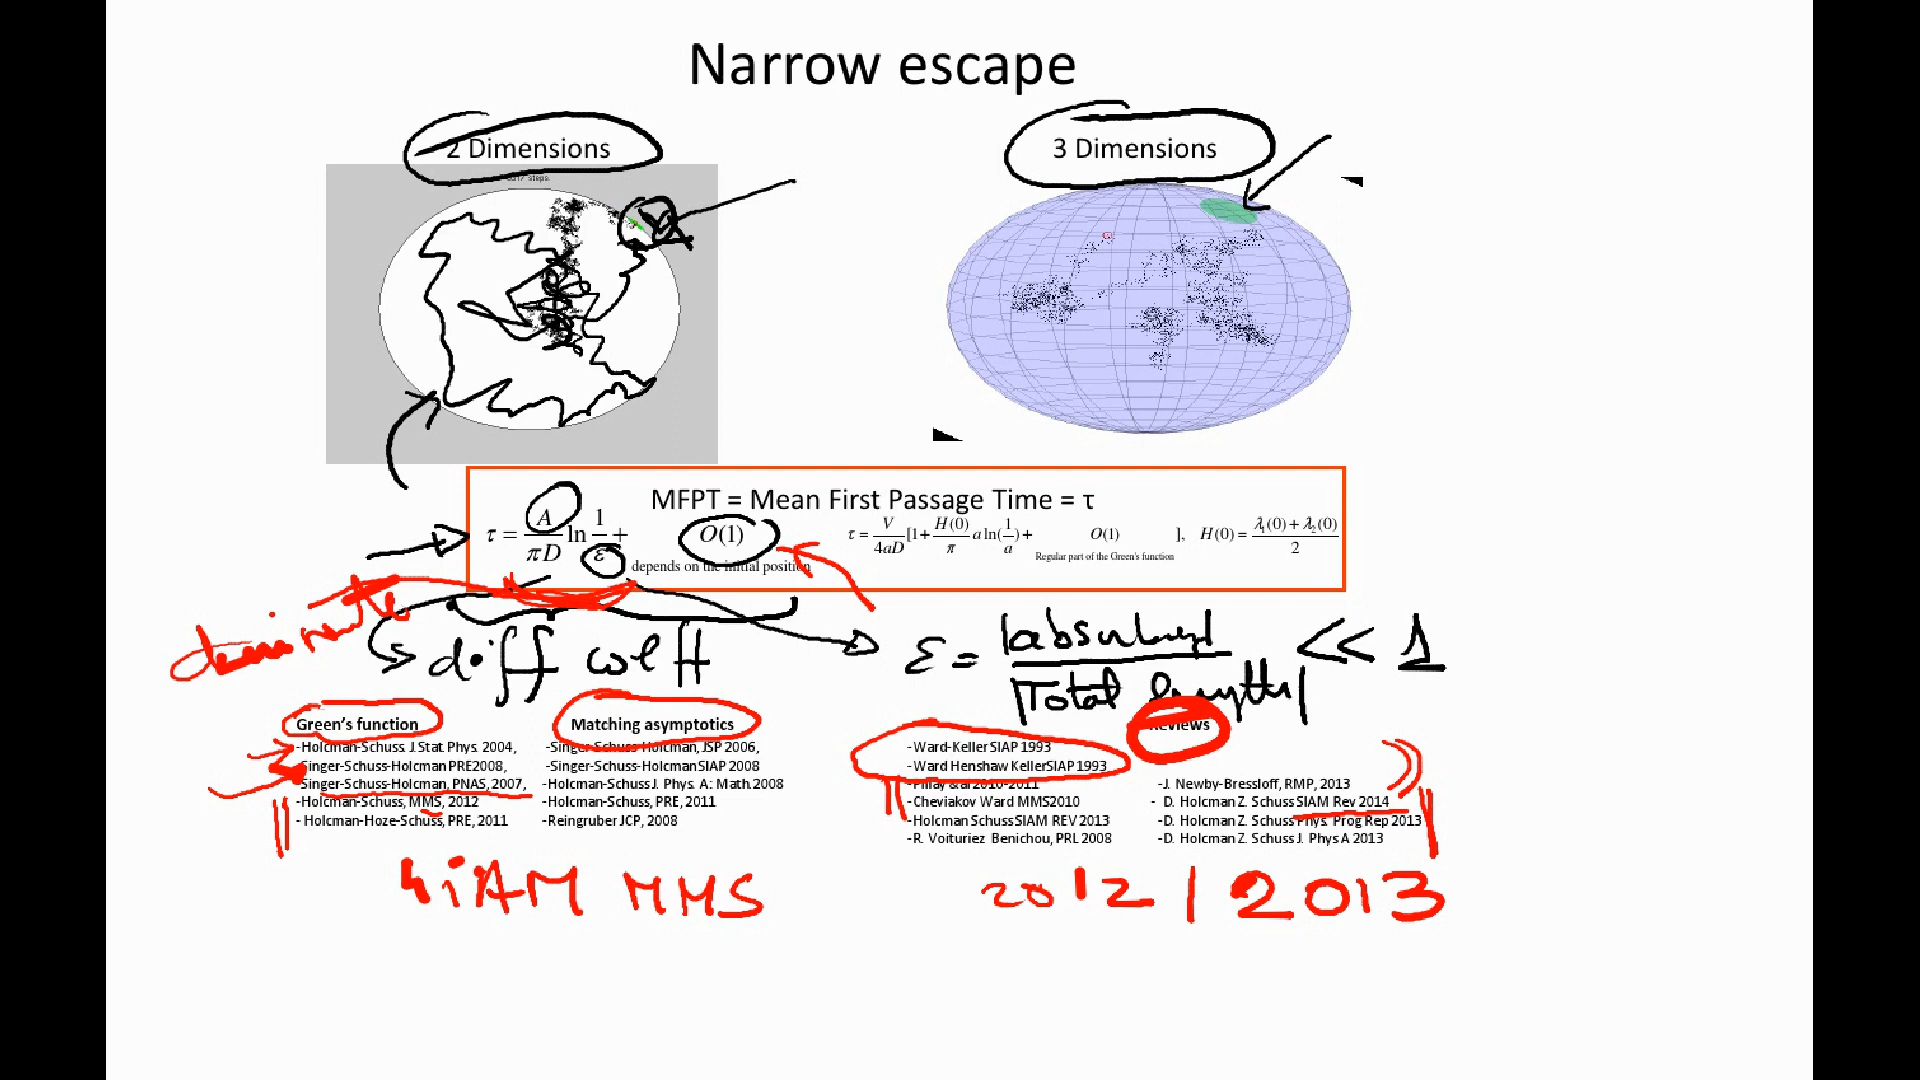 Narrow escape
2 Dimensions
3 Dimensions
MFPT = Mean First Passage Time = τ
τ = A/πD ln 1/ε + O(1)
depends on the initial position
τ = V/4aD [1 + H(0)/π a ln(1/a) + O(1) ], H(0) = λ₁(0) + λ₂(0)/2
Regular part of the Green's function
diff coeff
ε = |absorbed|/|Total length| << 1
Green's function
-Holcman-Schuss J Stat Phys 2004,
Singer-Schuss-Holcman PRE2008,
Singer-Schuss-Holcman, PNAS, 2007,
-Holcman-Schuss, MMS, 2012
- Holcman-Hoze-Schuss, PRE, 2011
Matching asymptotics
-Singer-Schuss-Holcman, JSP 2006,
-Singer-Schuss-Holcman SIAP 2008
-Holcman-Schuss J. Phys. A: Math.2008
-Holcman-Schuss, PRE, 2011
-Reingruber JCP, 2008
-Ward-Keller SIAP 1993
-Ward Henshaw KellerSIAP 1993
2010-2011
-Cheviakov Ward MMS2010
-Holcman SchussSIAM REV 2013
-R. Voituriez Benichou, PRL 2008
Reviews
-J. Newby-Bressloff, RMP, 2013
- D. Holcman Z. Schuss SIAM Rev 2014
-D. Holcman Z. Schuss Phys. Prog Rep 2013
-D. Holcman Z. Schuss J. Phys A 2013
SiAM MMS
2012 | 2013